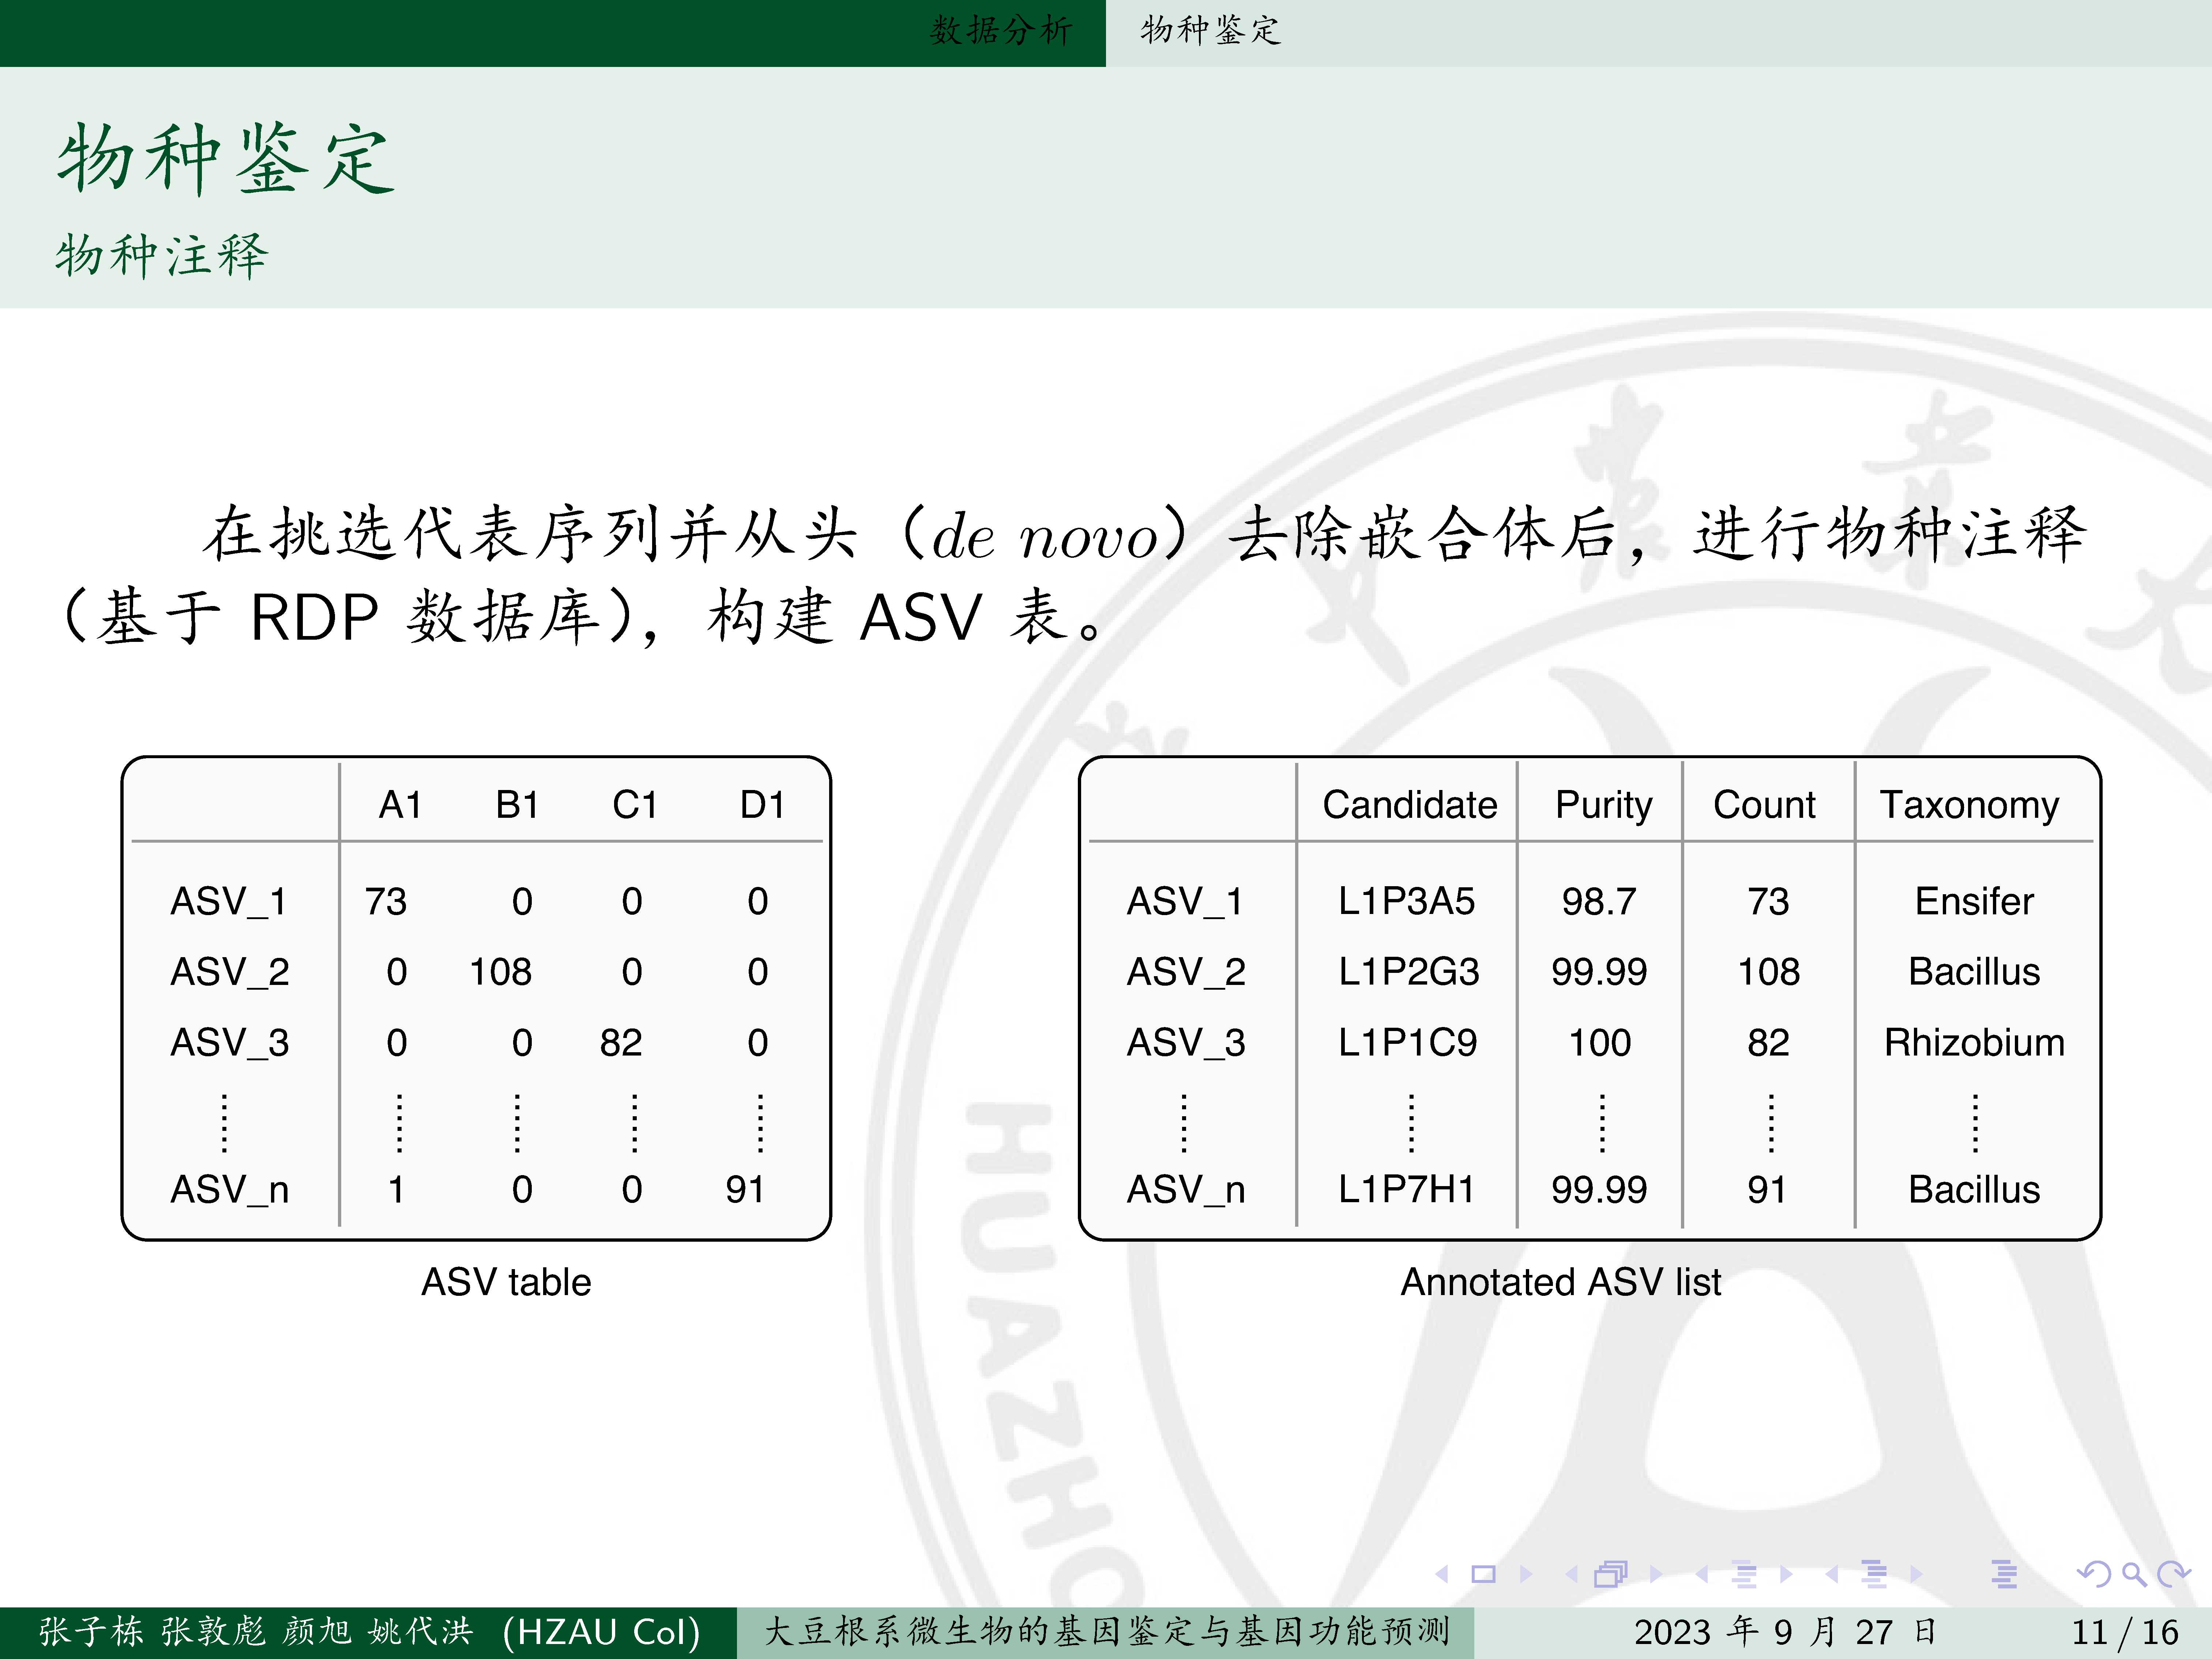 数据分析 物种鉴定
物种鉴定
物种注释
在挑选代表序列并从头（de novo）去除嵌合体后，进行物种注释
（基于 RDP 数据库），构建 ASV 表。
A1 B1 C1 D1
ASV_1 73 0 0 0
ASV_2 0 108 0 0
ASV_3 0 0 82 0
ASV_n 1 0 0 91
ASV table
Candidate Purity Count Taxonomy
ASV_1 L1P3A5 98.7 73 Ensifer
ASV_2 L1P2G3 99.99 108 Bacillus
ASV_3 L1P1C9 100 82 Rhizobium
ASV_n L1P7H1 99.99 91 Bacillus
Annotated ASV list
HUAZHO
张子栋 张敦彪 颜旭 姚代洪 (HZAU CoI) 大豆根系微生物的基因鉴定与基因功能预测 2023 年 9 月 27 日 11 / 16